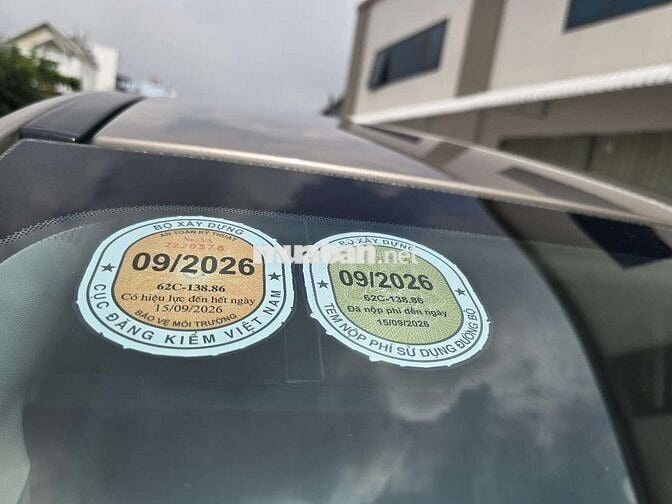 BỘ XÂY DỰNG
AN TOÀN KỸ THUẬT
2220378
09/2026
62C-138.86
Có hiệu lực đến hết ngày
15/09/2026
BẢO VỆ MÔI TRƯỜNG
CỤC ĐĂNG KIỂM VIỆT NAM
BỘ XÂY DỰNG
09/2026
62C-138.86
Đã nộp phí đến ngày
15/09/2026
TEM NỘP PHÍ SỬ DỤNG ĐƯỜNG BỘ
muaban.net